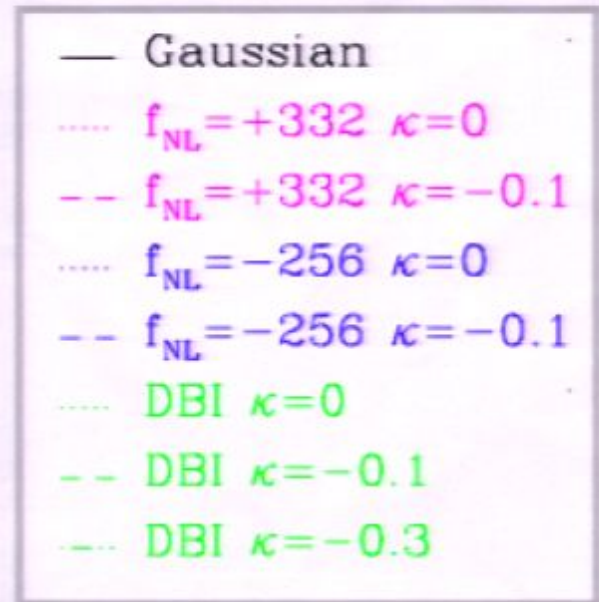 Gaussian
f_NL=+332 κ=0
f_NL=+332 κ=−0.1
f_NL=−256 κ=0
f_NL=−256 κ=−0.1
DBI κ=0
DBI κ=−0.1
DBI κ=−0.3